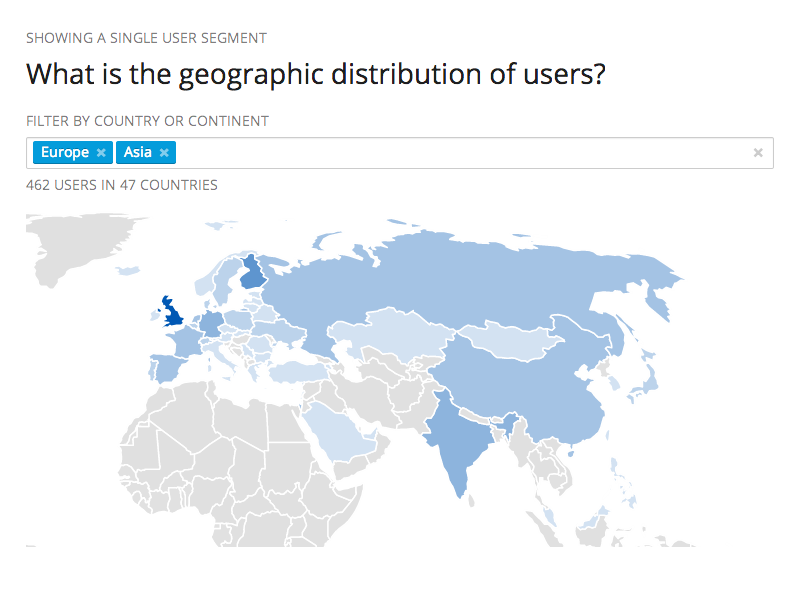 SHOWING A SINGLE USER SEGMENT
What is the geographic distribution of users?
FILTER BY COUNTRY OR CONTINENT
Europe × Asia × ×
462 USERS IN 47 COUNTRIES